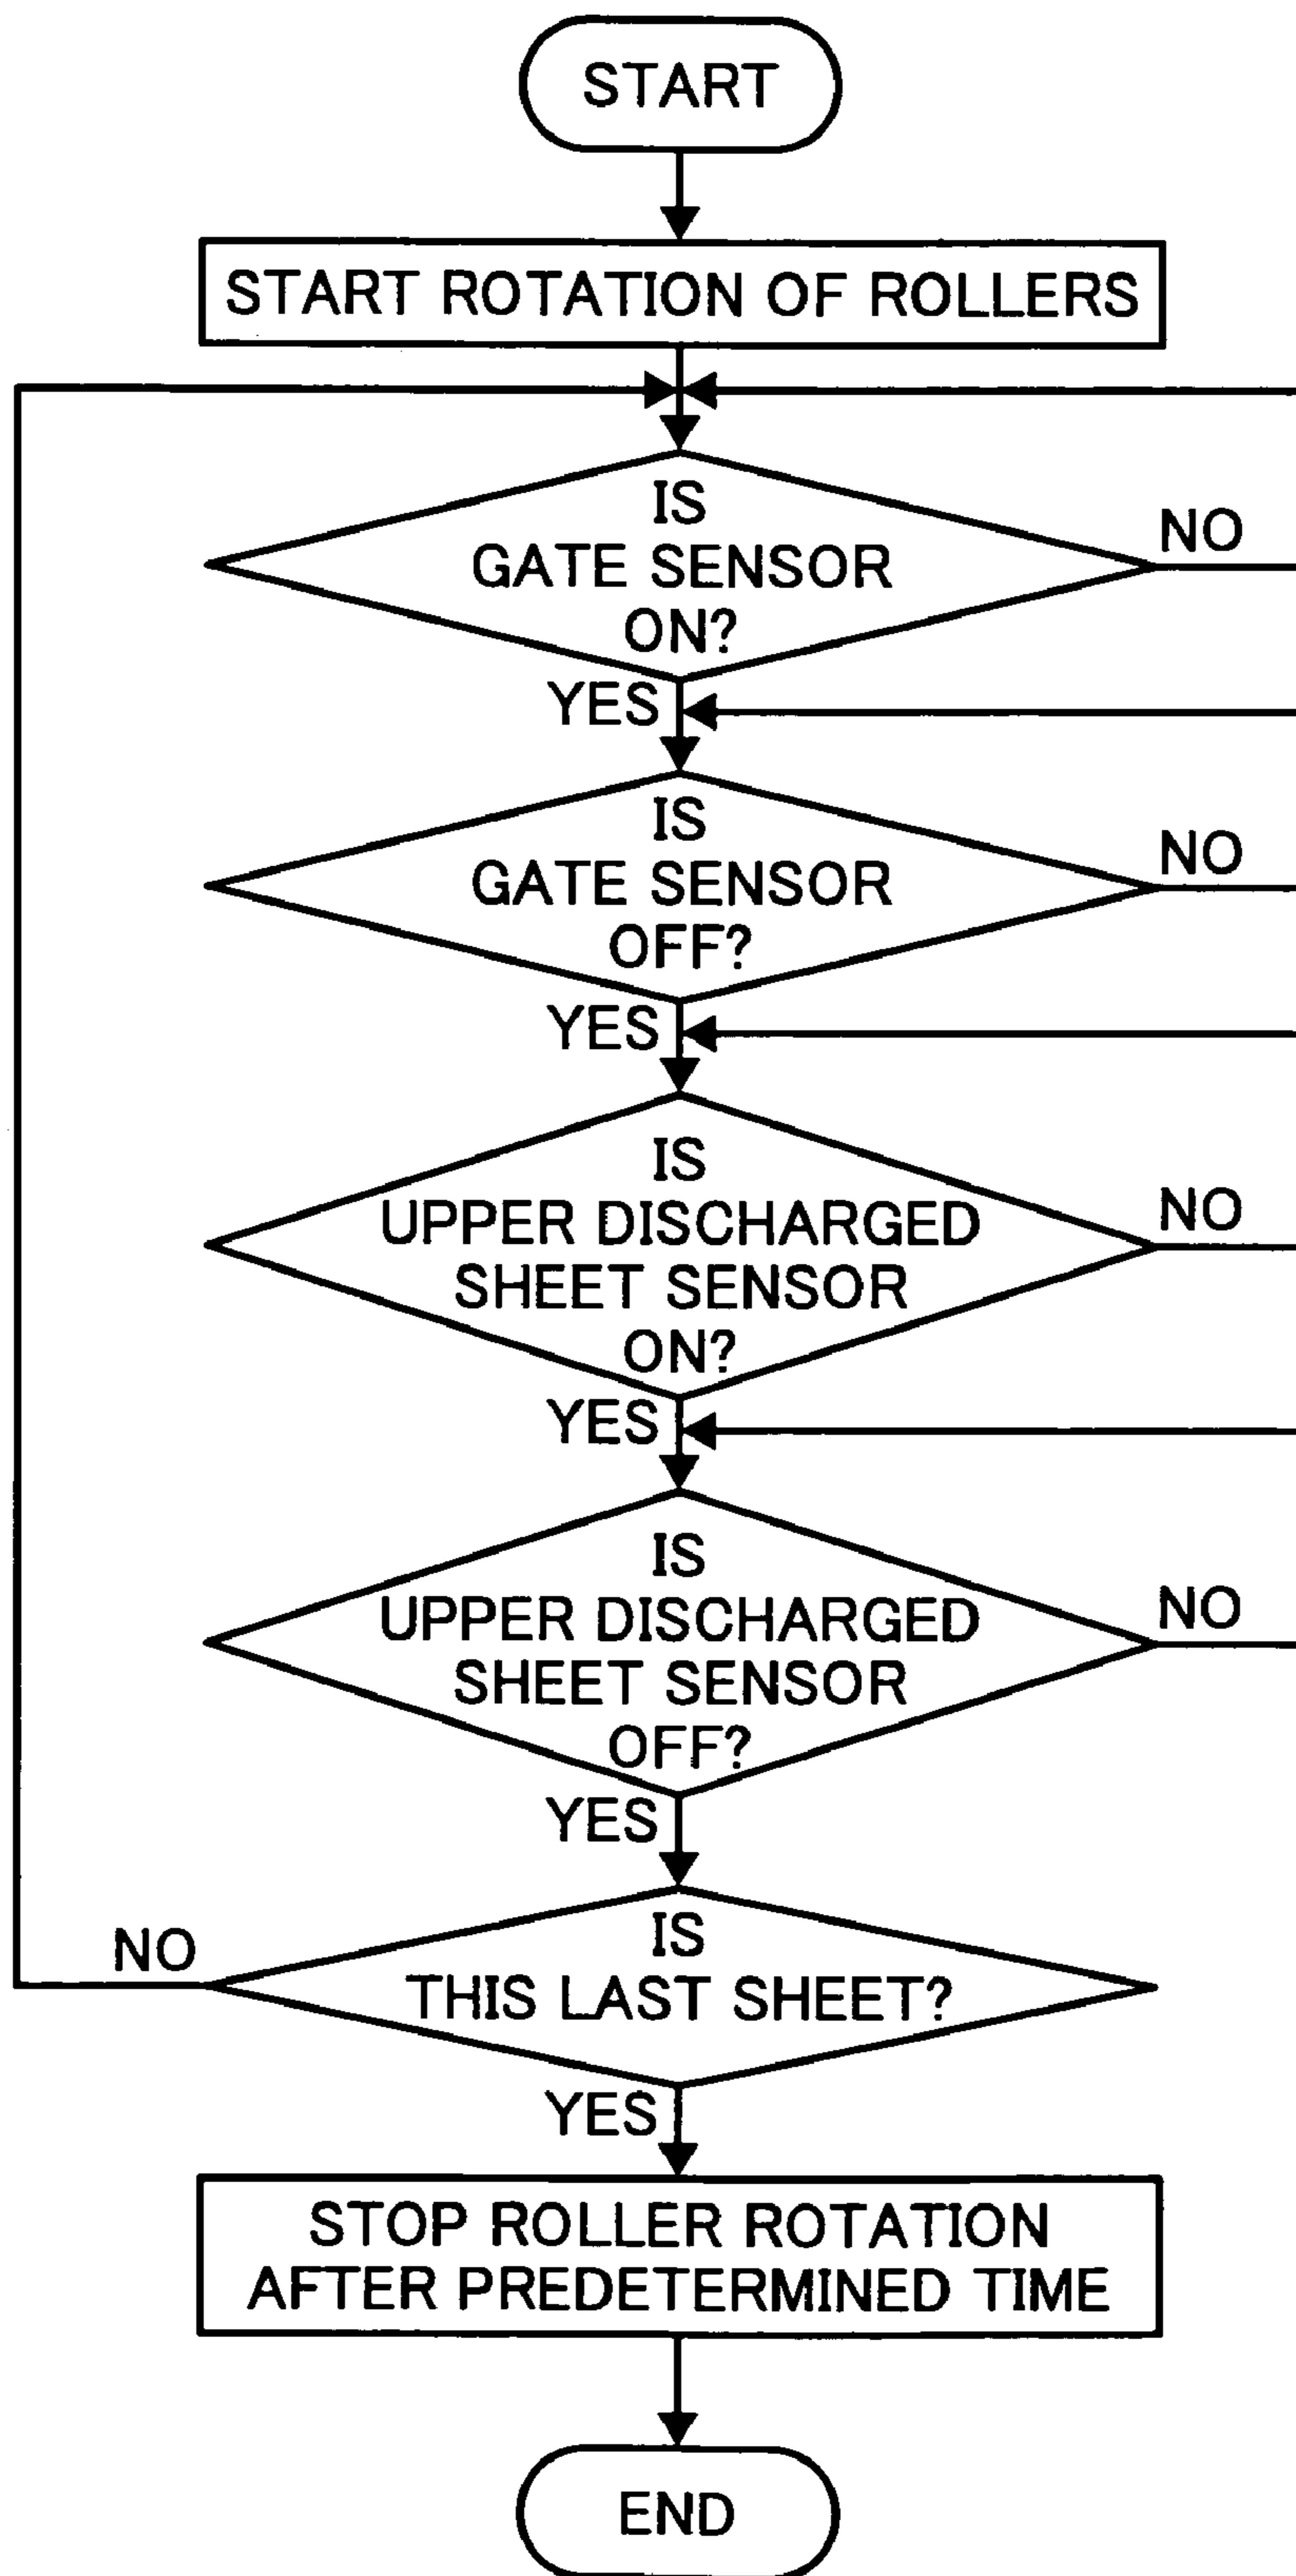 START
START ROTATION OF ROLLERS
IS
GATE SENSOR
ON?
NO
YES
IS
GATE SENSOR
OFF?
NO
YES
IS
UPPER DISCHARGED
SHEET SENSOR
ON?
NO
YES
IS
UPPER DISCHARGED
SHEET SENSOR
OFF?
NO
YES
IS
THIS LAST SHEET?
NO
YES
STOP ROLLER ROTATION
AFTER PREDETERMINED TIME
END